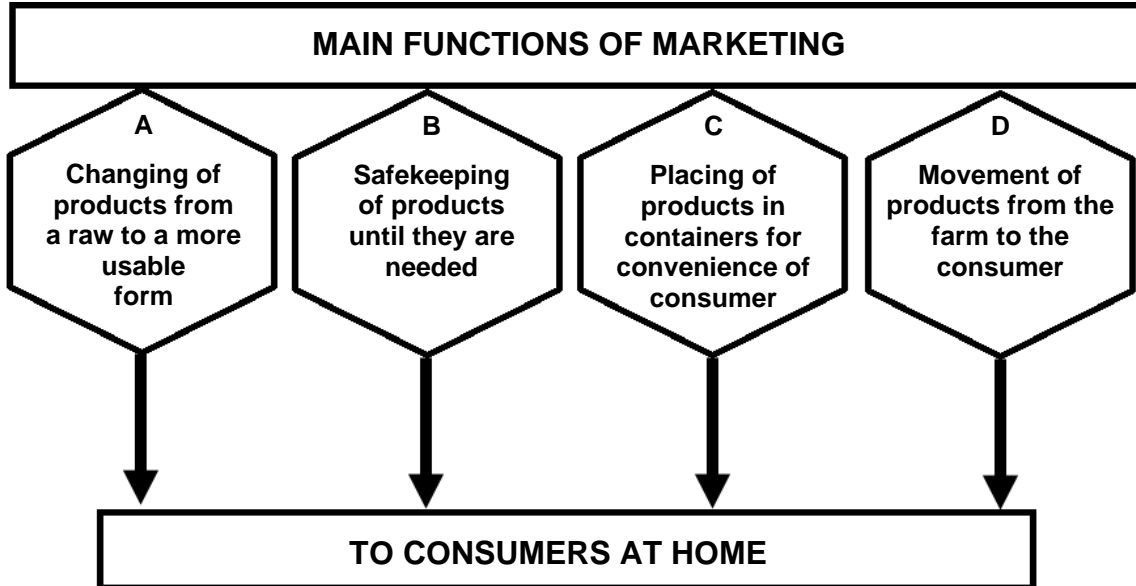 MAIN FUNCTIONS OF MARKETING
A
Changing of
products from
a raw to a more
usable
form
B
Safekeeping
of products
until they are
needed
C
Placing of
products in
containers for
convenience of
consumer
D
Movement of
products from the
farm to the
consumer
TO CONSUMERS AT HOME